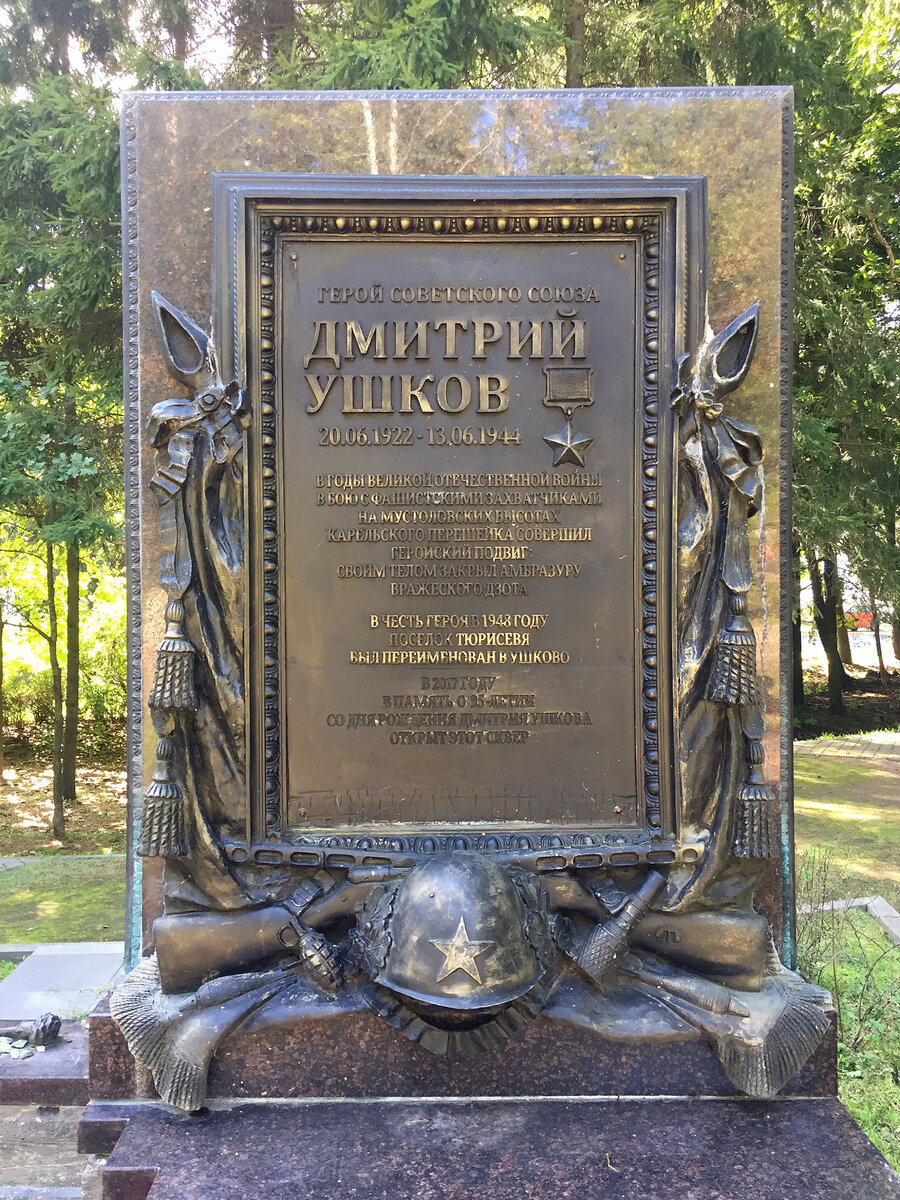 ГЕРОЙ СОВЕТСКОГО СОЮЗА
ДМИТРИЙ
УШКОВ
20.06.1922 - 13.06.1944
В ГОДЫ ВЕЛИКОЙ ОТЕЧЕСТВЕННОЙ ВОЙНЫ
В БОЮ С ФАШИСТСКИМИ ЗАХВАТЧИКАМИ
НА МУСТОЛОВСКИХ ВЫСОТАХ
КАРЕЛЬСКОГО ПЕРЕШЕЙКА СОВЕРШИЛ
ГЕРОЙСКИЙ ПОДВИГ:
СВОИМ ТЕЛОМ ЗАКРЫЛ АМБРАЗУРУ
ВРАЖЕСКОГО ДЗОТА
В ЧЕСТЬ ГЕРОЯ В 1948 ГОДУ
ПОСЕЛОК ТЮРИСЕВЯ
БЫЛ ПЕРЕИМЕНОВАН В УШКОВО
В 2017 ГОДУ
В ПАМЯТЬ О 95-ЛЕТИИ
СО ДНЯ РОЖДЕНИЯ ДМИТРИЯ УШКОВА
ОТКРЫТ ЭТОТ СКВЕР